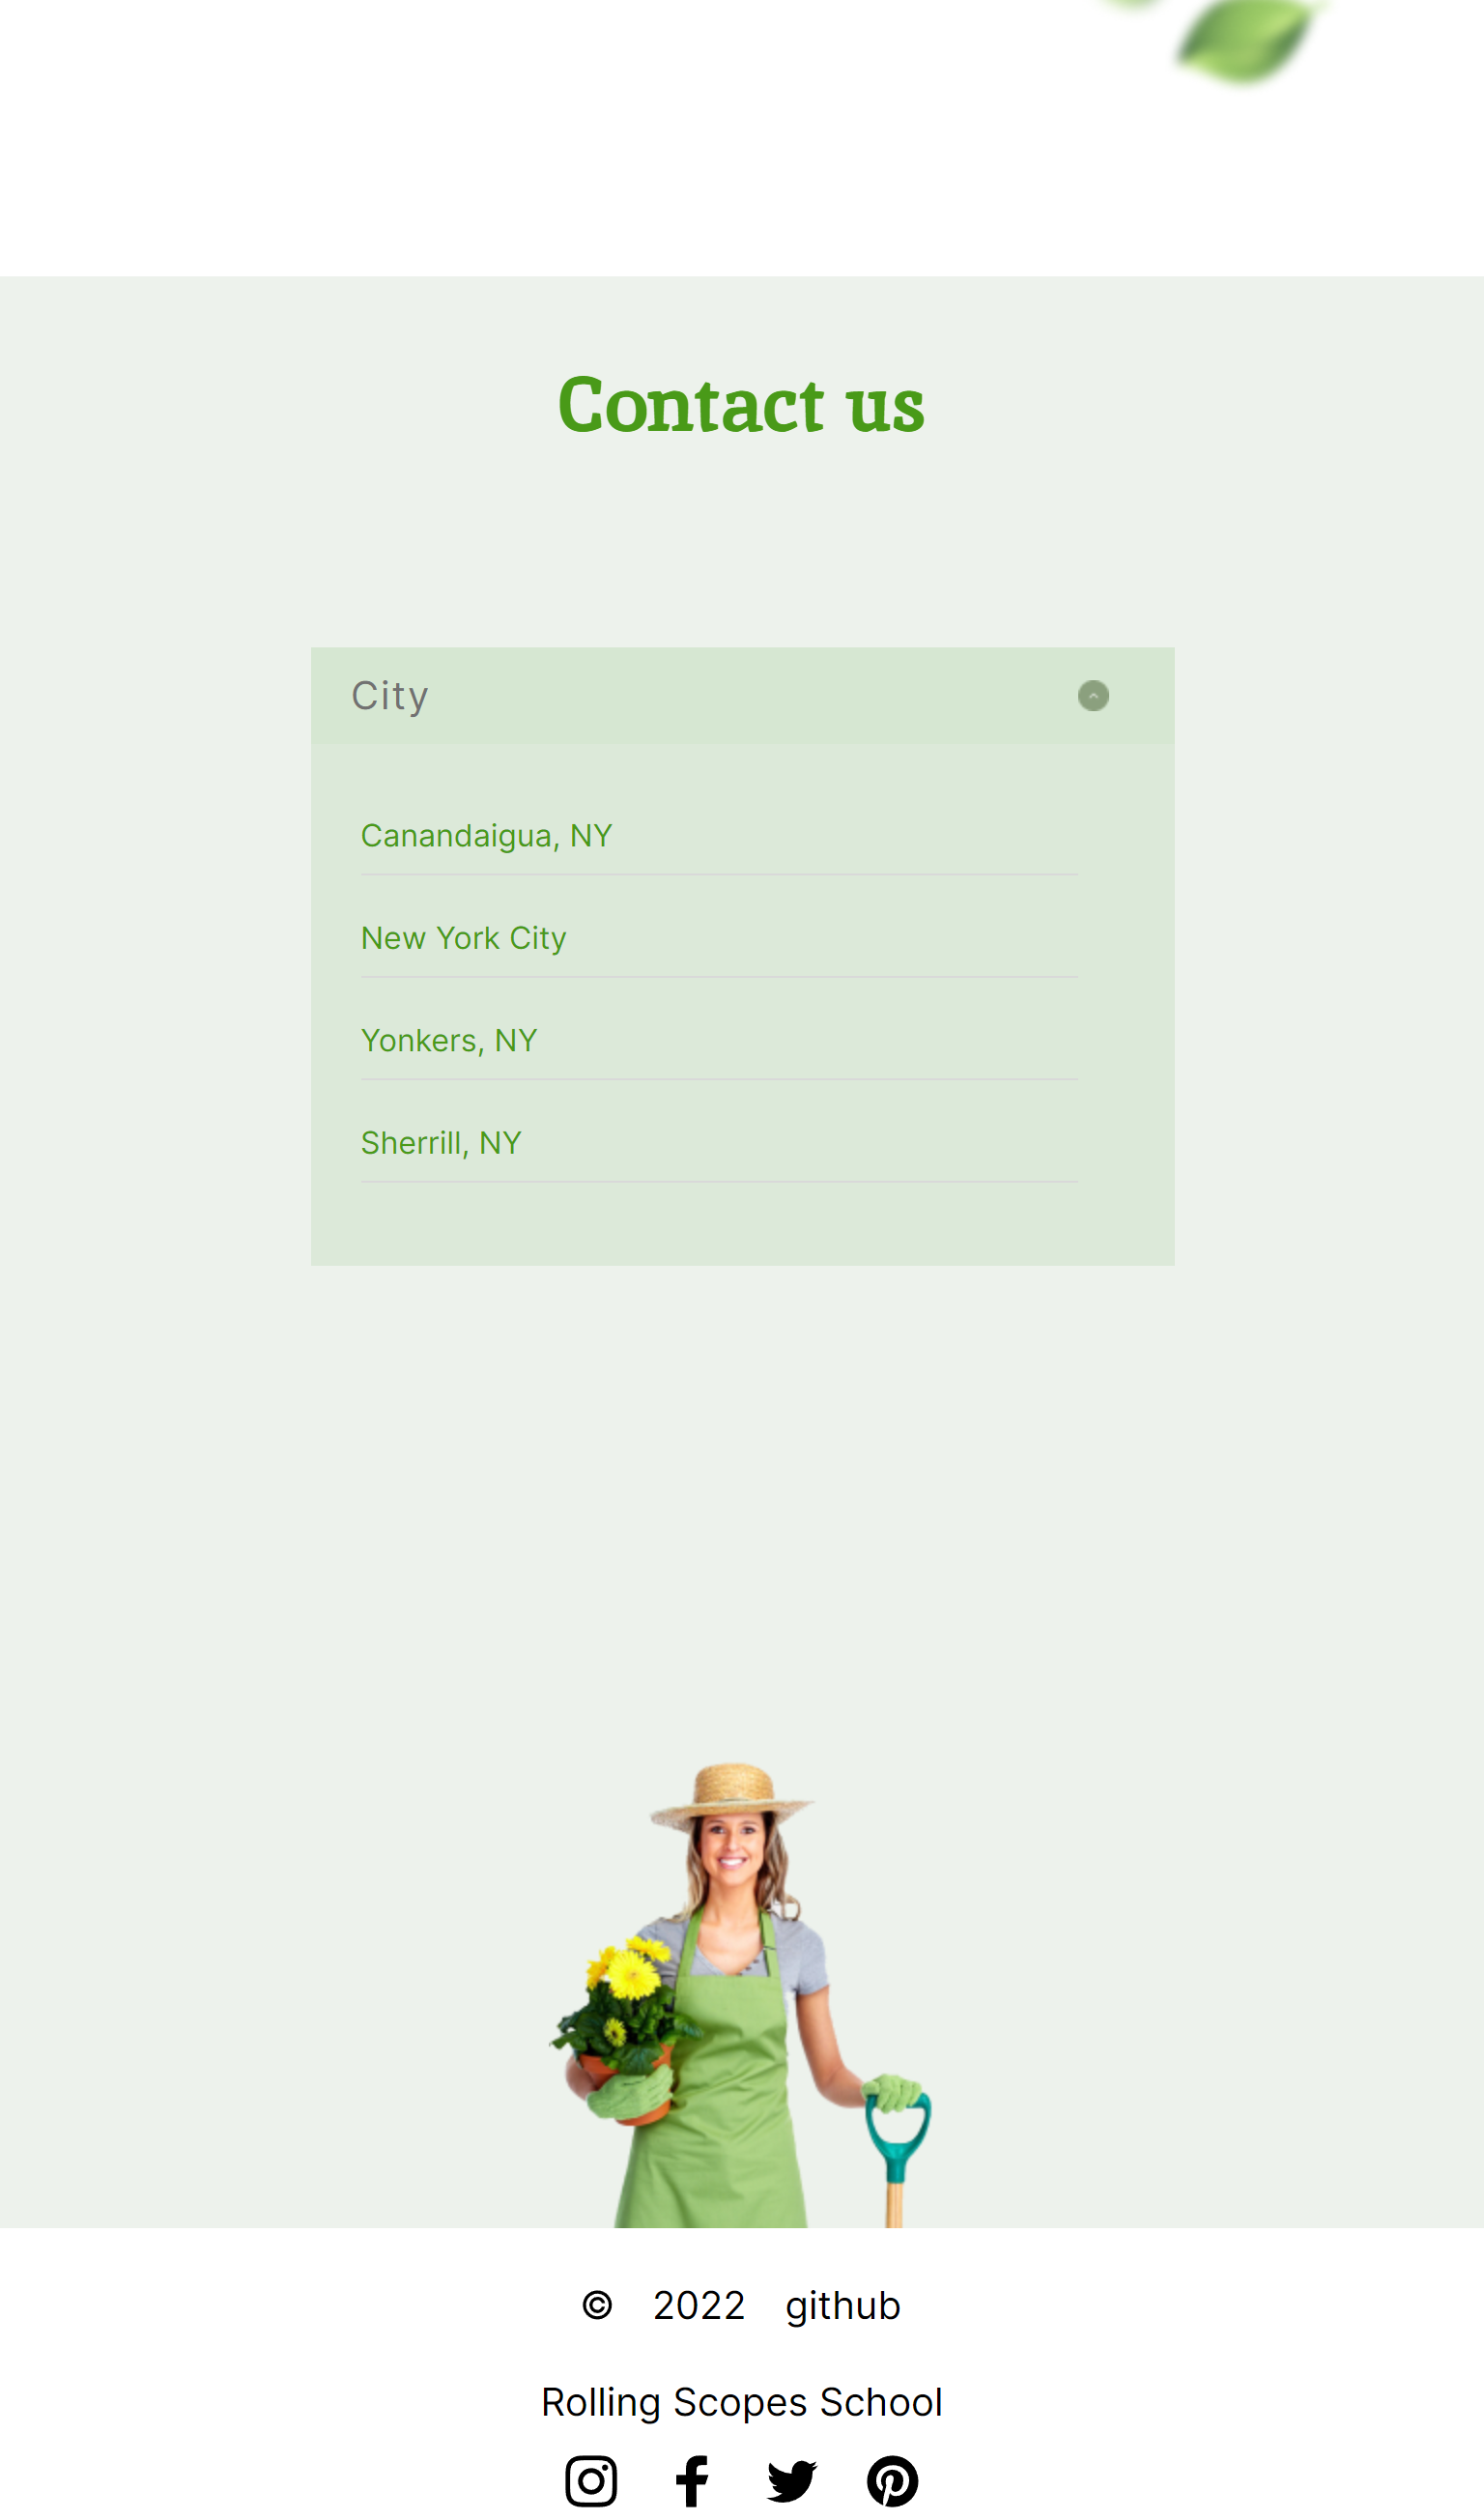 Contact us
City
Canandaigua, NY
New York City
Yonkers, NY
Sherrill, NY
© 2022 github
Rolling Scopes School